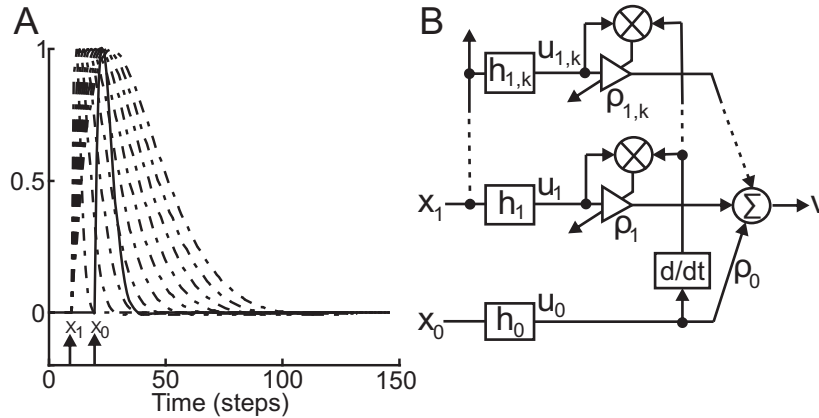 A
1
0.5
0
x₁ x₀
0 50 100 150
Time (steps)
B
h₁,ₖ
u₁,ₖ
ρ₁,ₖ
x₁
h₁
u₁
ρ₁
Σ
v
d/dt
ρ₀
x₀
h₀
u₀